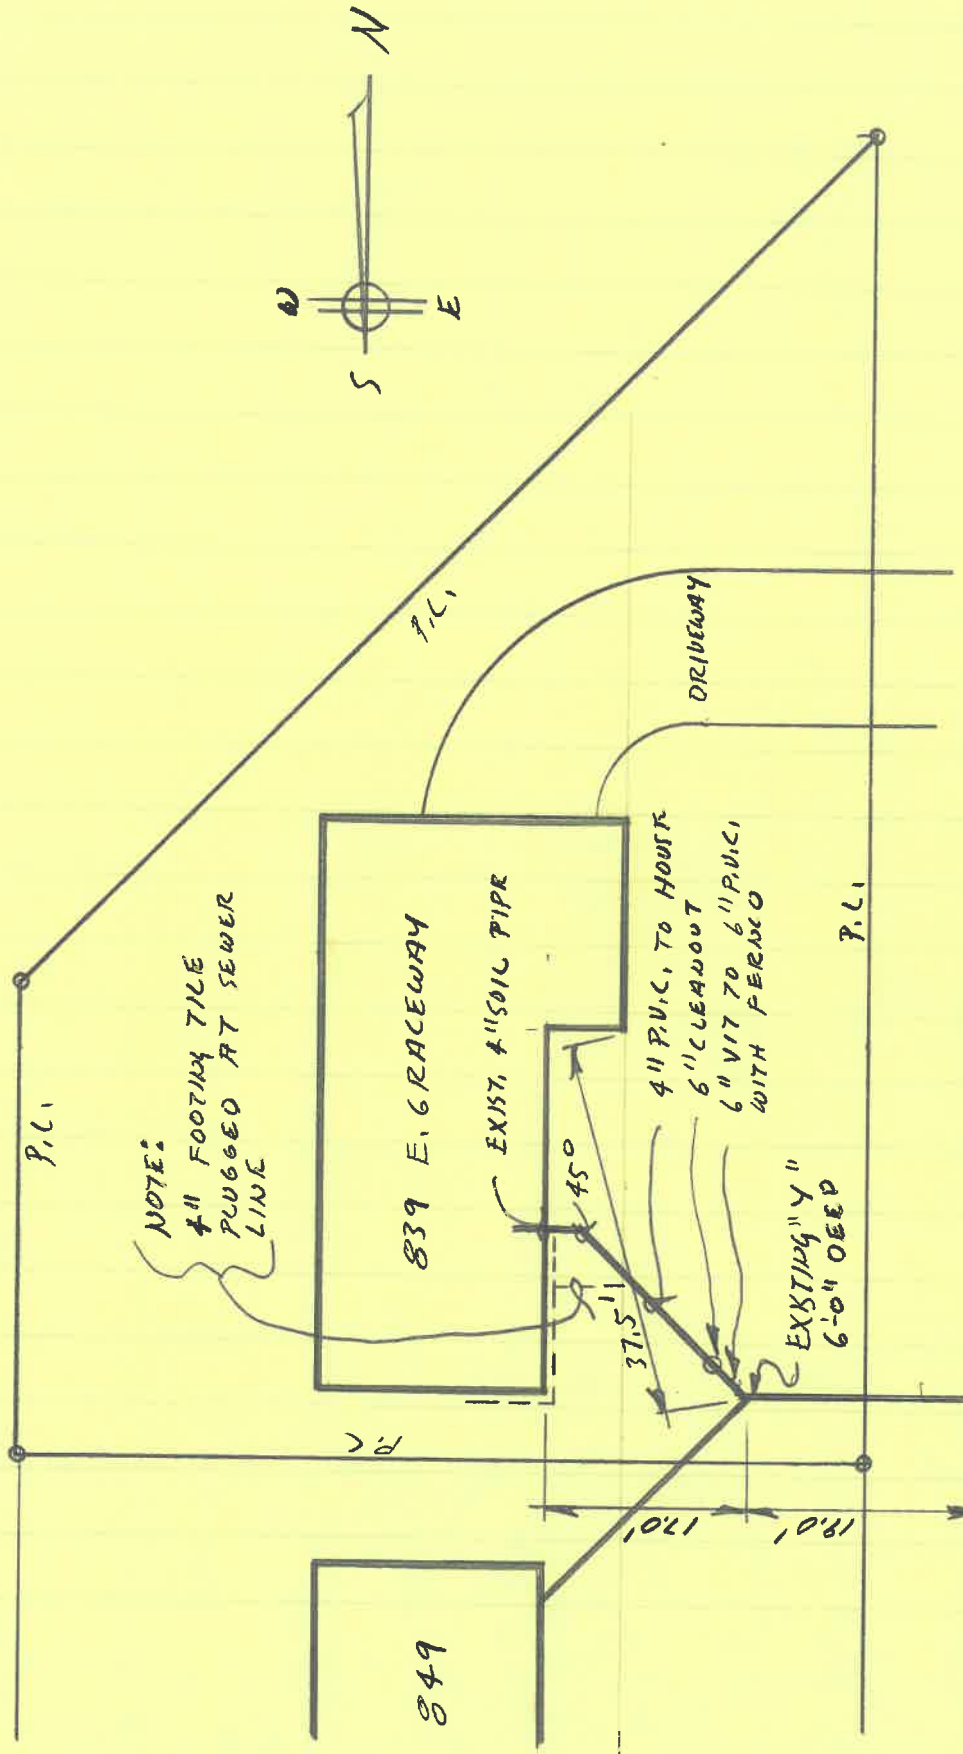 P.L.
NOTE:
4" FOOTING TILE
PLUGGED AT SEWER
LINE
W
S
N
E
P.L.
839 E. GRACEWAY
EXIST. 4" SOIL PIPE
DRIVEWAY
45°
4" P.V.C. TO HOUSE
6" CLEANOUT
6" VIT TO 6" P.V.C.
WITH FERNCO
37.5'
P.L.
EXISTING "Y"
6'-0" DEEP
P.L.
17.0'
19.0'
849